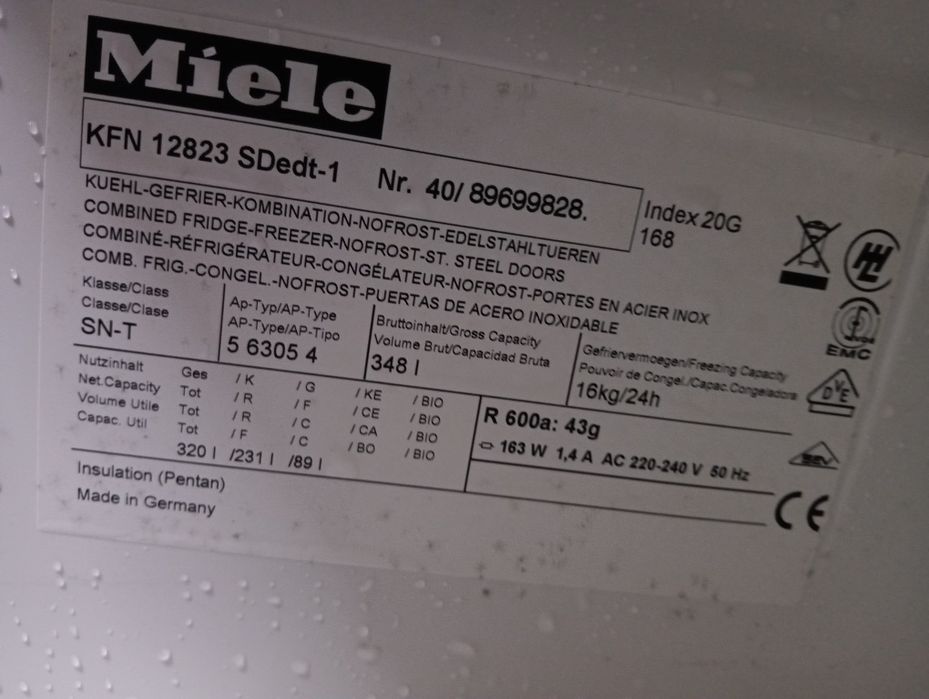 Miele
KFN 12823 SDedt-1 Nr. 40/ 89699828.
Index 20G
168
KUEHL-GEFRIER-KOMBINATION-NOFROST-EDELSTAHLTUEREN
COMBINED FRIDGE-FREEZER-NOFROST-ST. STEEL DOORS
COMBINÉ-RÉFRIGÉRATEUR-CONGÉLATEUR-NOFROST-PORTES EN ACIER INOX
COMB. FRIG.-CONGEL.-NOFROST-PUERTAS DE ACERO INOXIDABLE
Klasse/Class
Classe/Clase
SN-T
Ap-Typ/AP-Type
AP-Type/AP-Tipo
5 6305 4
Bruttoinhalt/Gross Capacity
Volume Brut/Capacidad Bruta
348 l
Gefriervermoegen/Freezing Capacity
Pouvoir de Congel./Capac.Congeladora
16kg/24h
Nutzinhalt Ges / K / G / KE / BIO
Net.Capacity Tot / R / F / CE / BIO
Volume Utile Tot / R / C / CA / BIO
Capac. Util Tot / F / C / BO / BIO
320 l /231 l /89 l
R 600a: 43g
163 W 1,4 A AC 220-240 V 50 Hz
Insulation (Pentan)
Made in Germany
EMC
DVE
SEV
CE